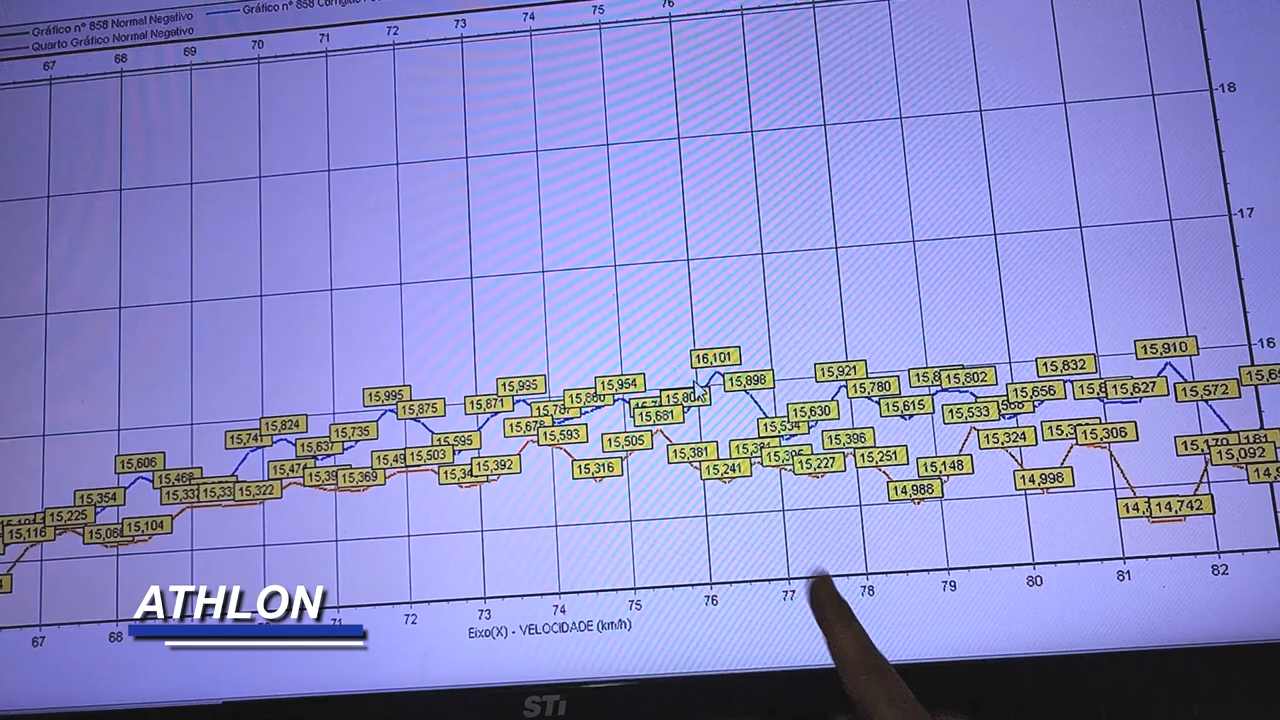 Gráfico nº 858 Normal Negativo
Gráfico nº 858
Quarto Gráfico Normal Negativo
67 68 69 70 71 72 73 74 75 76
-18
-17
-16
16,101
15,995 15,995 15,954 15,898 15,921 15,832 15,910
15,824 15,875 15,871 15,780 15,802 15,627 15,572
15,735 15,681 15,630 15,615 15,656
15,606 15,595 15,593 15,533
15,354 15,503 15,505 15,396 15,324 15,306
15,225 15,322 15,369 15,392 15,316 15,381 15,241 15,227 15,251 15,148 15,092
15,116 15,104 14,988 14,998 14,742
67 68 72 73 74 75 76 77 78 79 80 81 82
Eixo(X) - VELOCIDADE (km/h)
ATHLON
STi